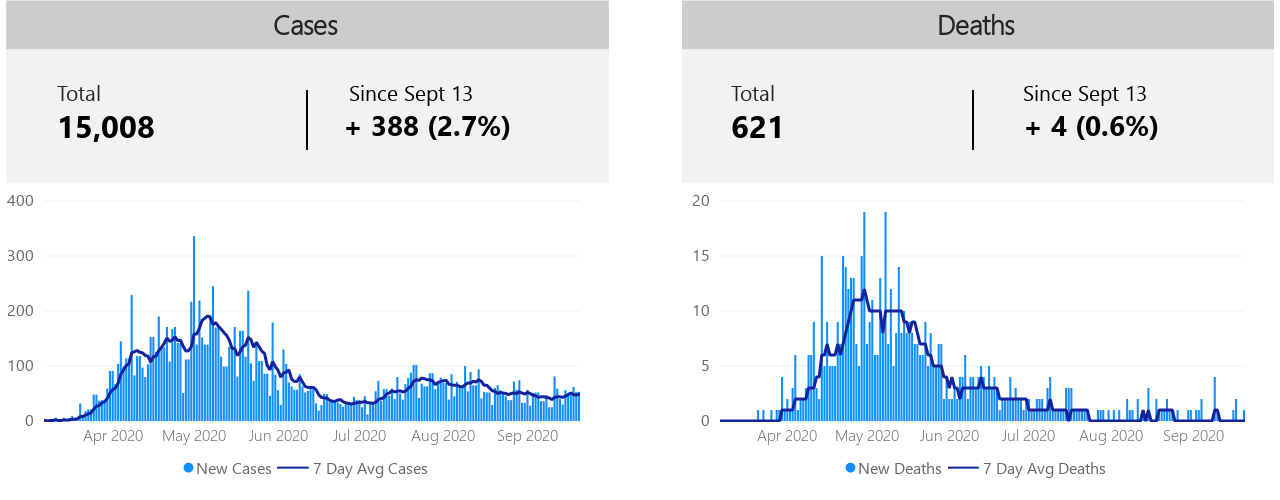 Cases
Total
15,008
Since Sept 13
+ 388 (2.7%)
400
300
200
100
0
Apr 2020 May 2020 Jun 2020 Jul 2020 Aug 2020 Sep 2020
New Cases 7 Day Avg Cases
Deaths
Total
621
Since Sept 13
+ 4 (0.6%)
20
15
10
5
0
Apr 2020 May 2020 Jun 2020 Jul 2020 Aug 2020 Sep 2020
New Deaths 7 Day Avg Deaths